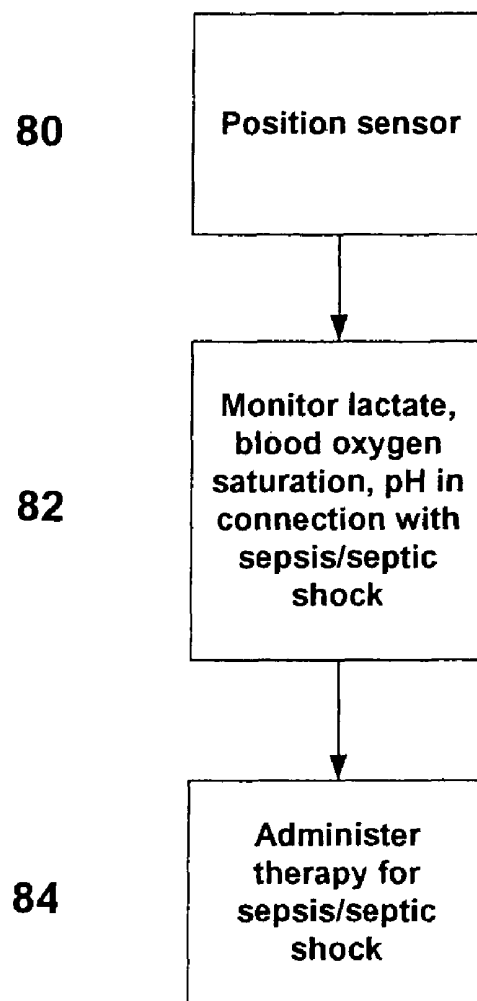 80
Position sensor
82
Monitor lactate,
blood oxygen
saturation, pH in
connection with
sepsis/septic
shock
84
Administer
therapy for
sepsis/septic
shock